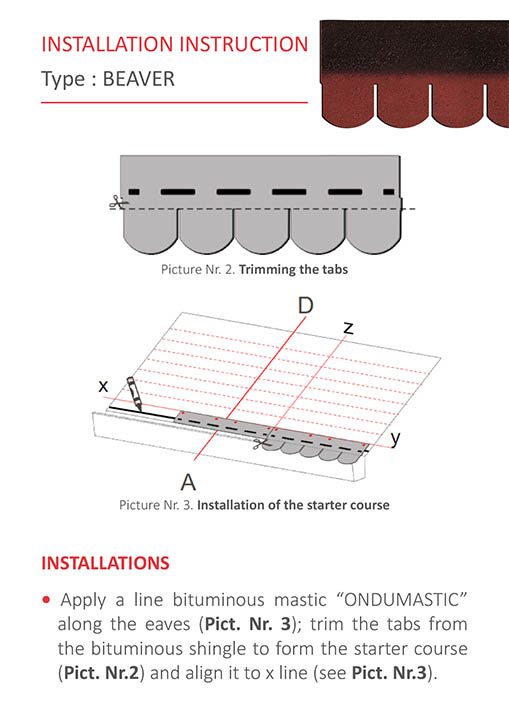 INSTALLATION INSTRUCTION
Type : BEAVER
Picture Nr. 2. Trimming the tabs
D
z
x
y
A
Picture Nr. 3. Installation of the starter course
INSTALLATIONS
• Apply a line bituminous mastic “ONDUMASTIC”
along the eaves (Pict. Nr. 3); trim the tabs from
the bituminous shingle to form the starter course
(Pict. Nr.2) and align it to x line (see Pict. Nr.3).